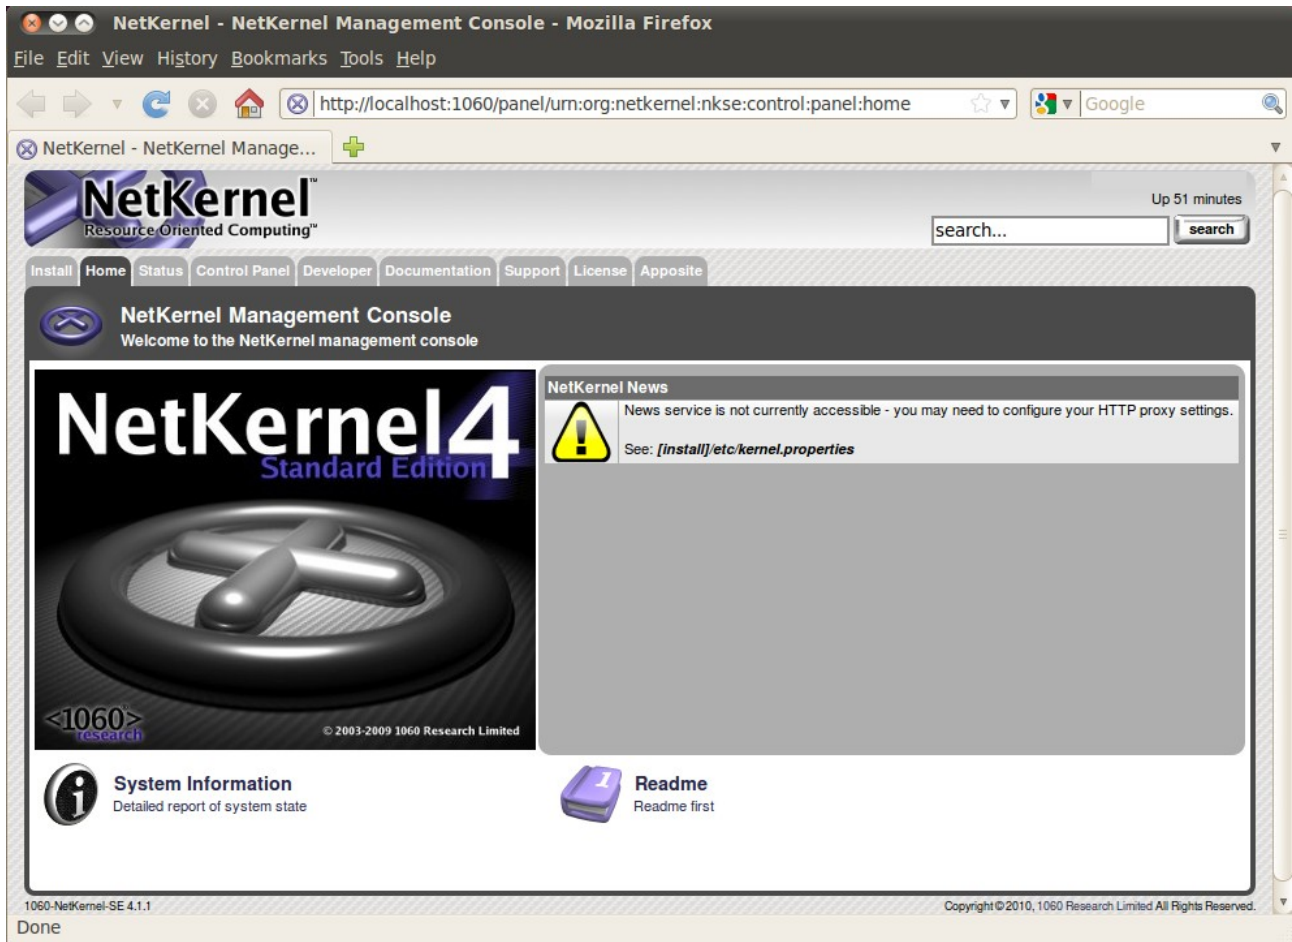 NetKernel - NetKernel Management Console - Mozilla Firefox
File Edit View History Bookmarks Tools Help
http://localhost:1060/panel/urn:org:netkernel:nkse:control:panel:home
Google
NetKernel - NetKernel Manage...
NetKernel™
Resource Oriented Computing™
Up 51 minutes
search...
search
Install Home Status Control Panel Developer Documentation Support License Apposite
NetKernel Management Console
Welcome to the NetKernel management console
NetKernel4
Standard Edition
<1060>
research
© 2003-2009 1060 Research Limited
NetKernel News
News service is not currently accessible - you may need to configure your HTTP proxy settings.
See: [install]/etc/kernel.properties
System Information
Detailed report of system state
1
Readme
Readme first
1060-NetKernel-SE 4.1.1
Copyright © 2010, 1060 Research Limited All Rights Reserved.
Done